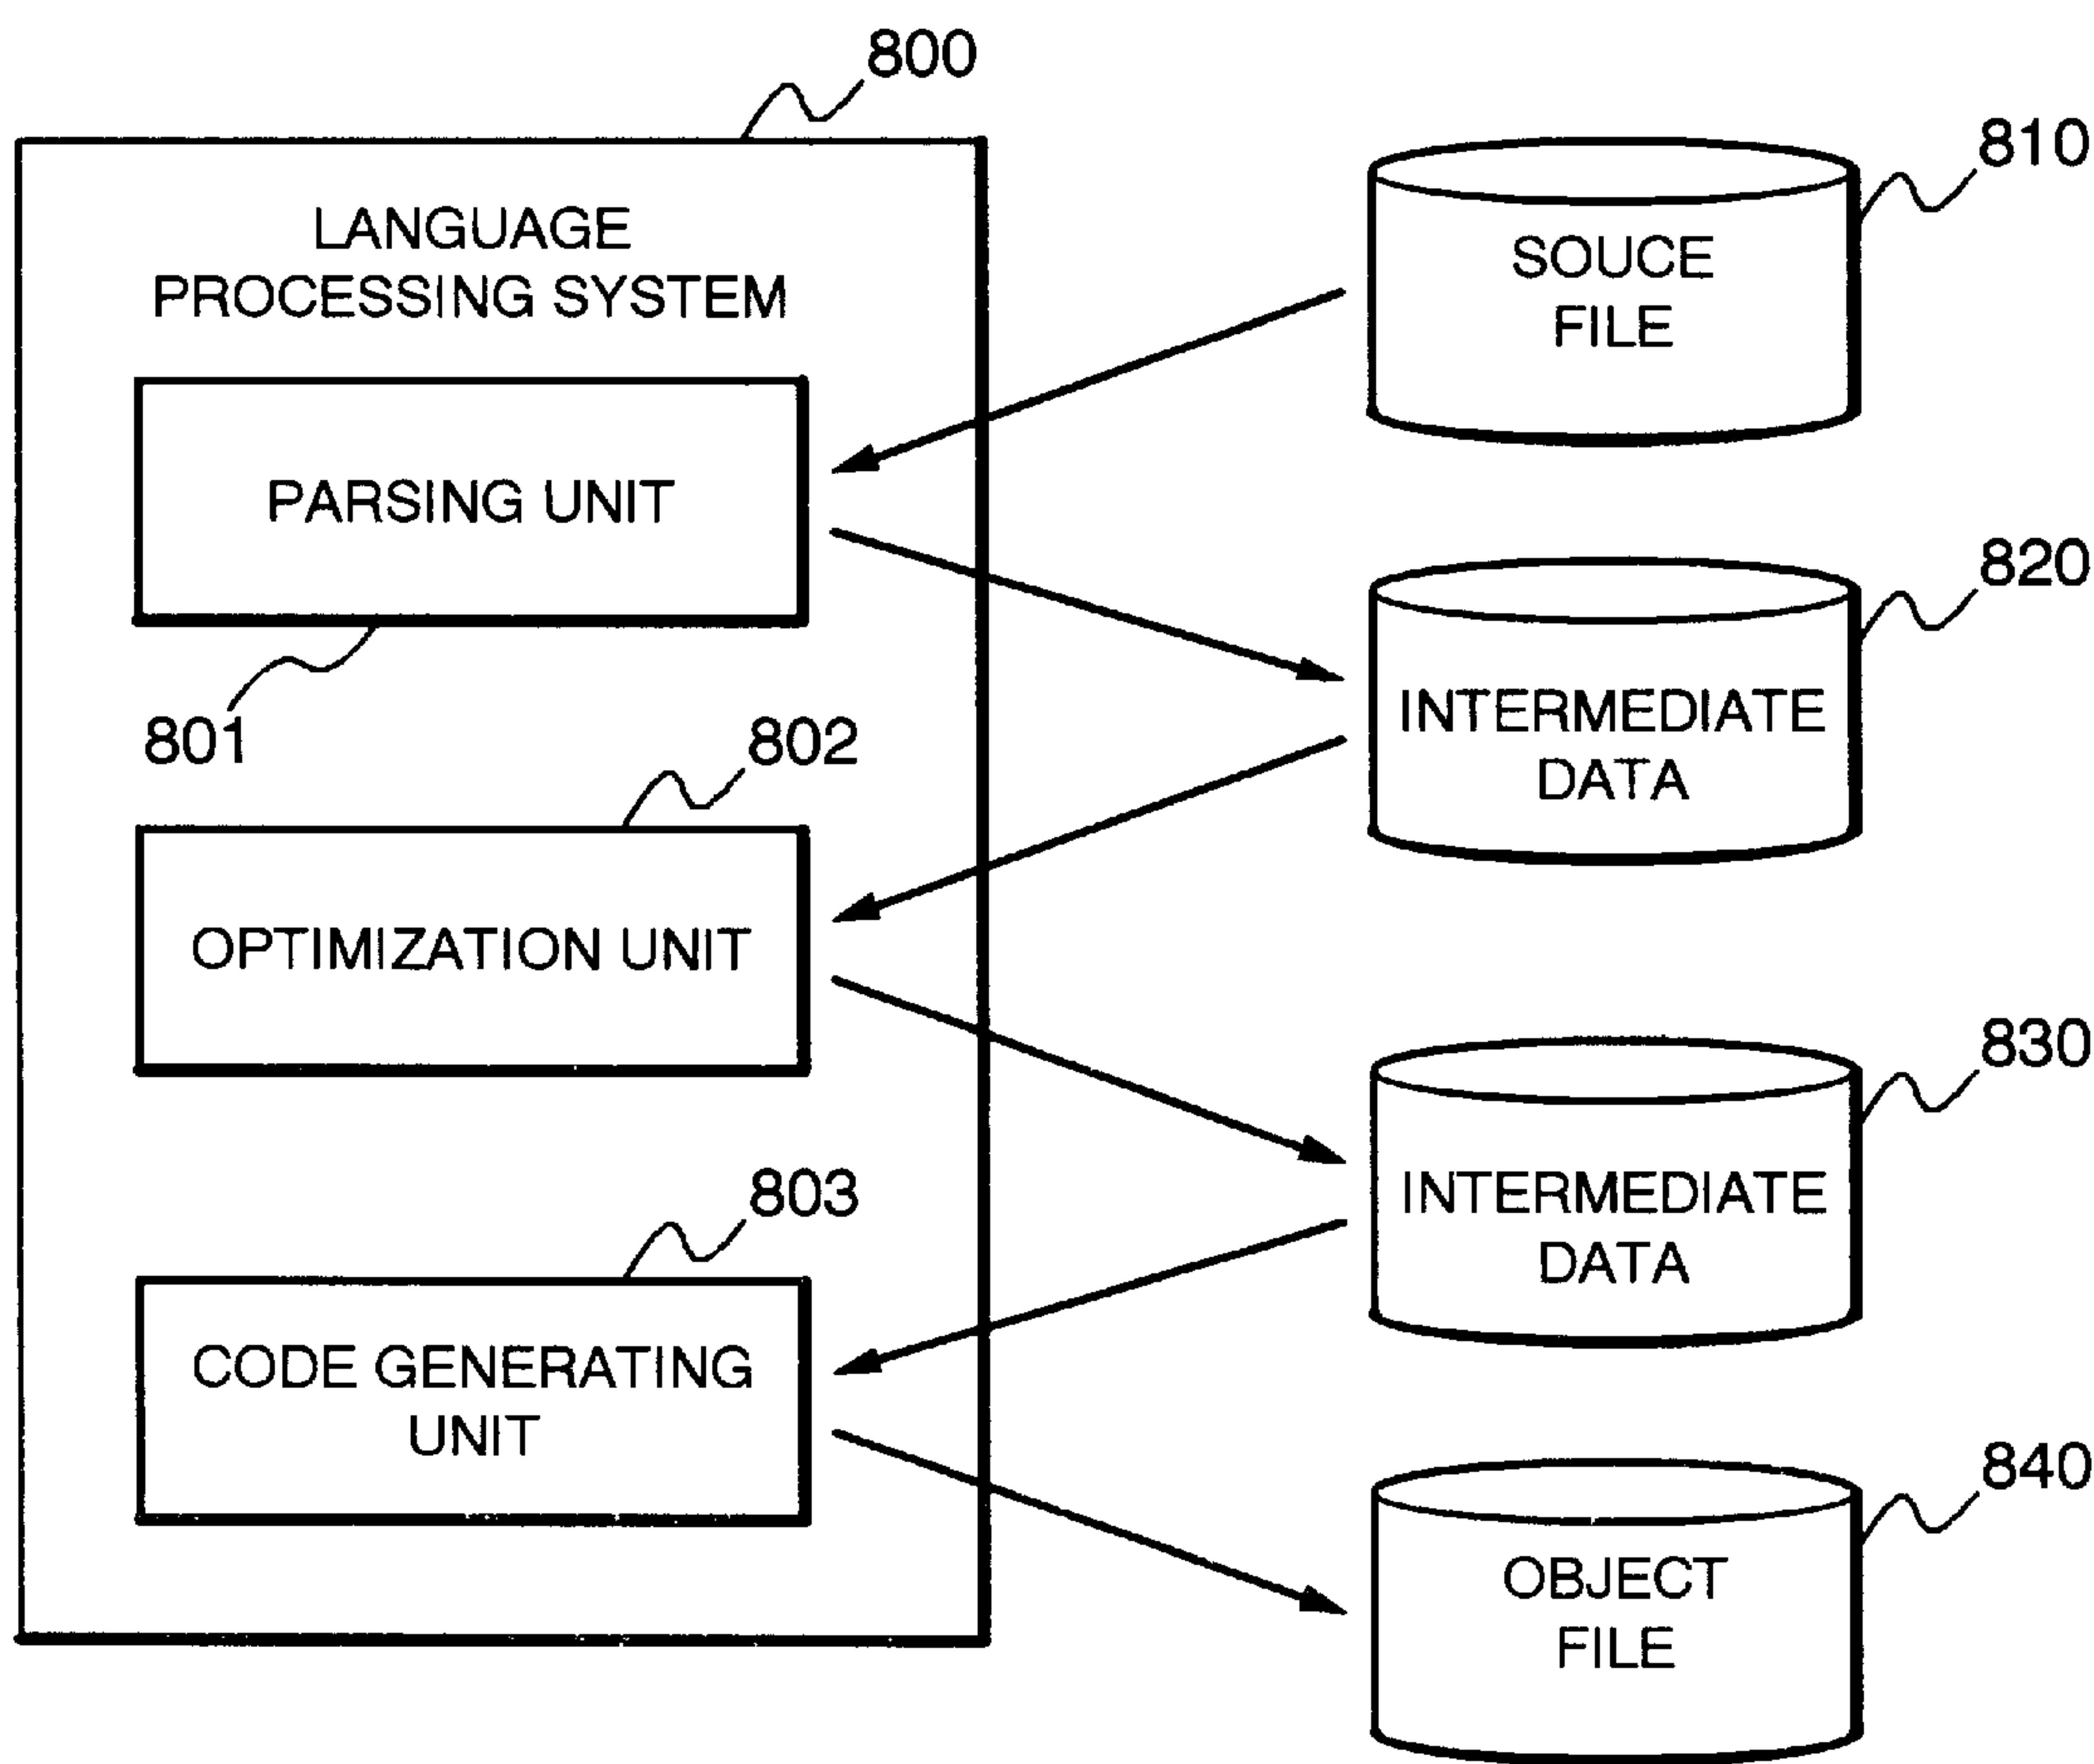 800
LANGUAGE
PROCESSING SYSTEM
PARSING UNIT
801
802
OPTIMIZATION UNIT
803
CODE GENERATING
UNIT
810
SOUCE
FILE
820
INTERMEDIATE
DATA
830
INTERMEDIATE
DATA
840
OBJECT
FILE